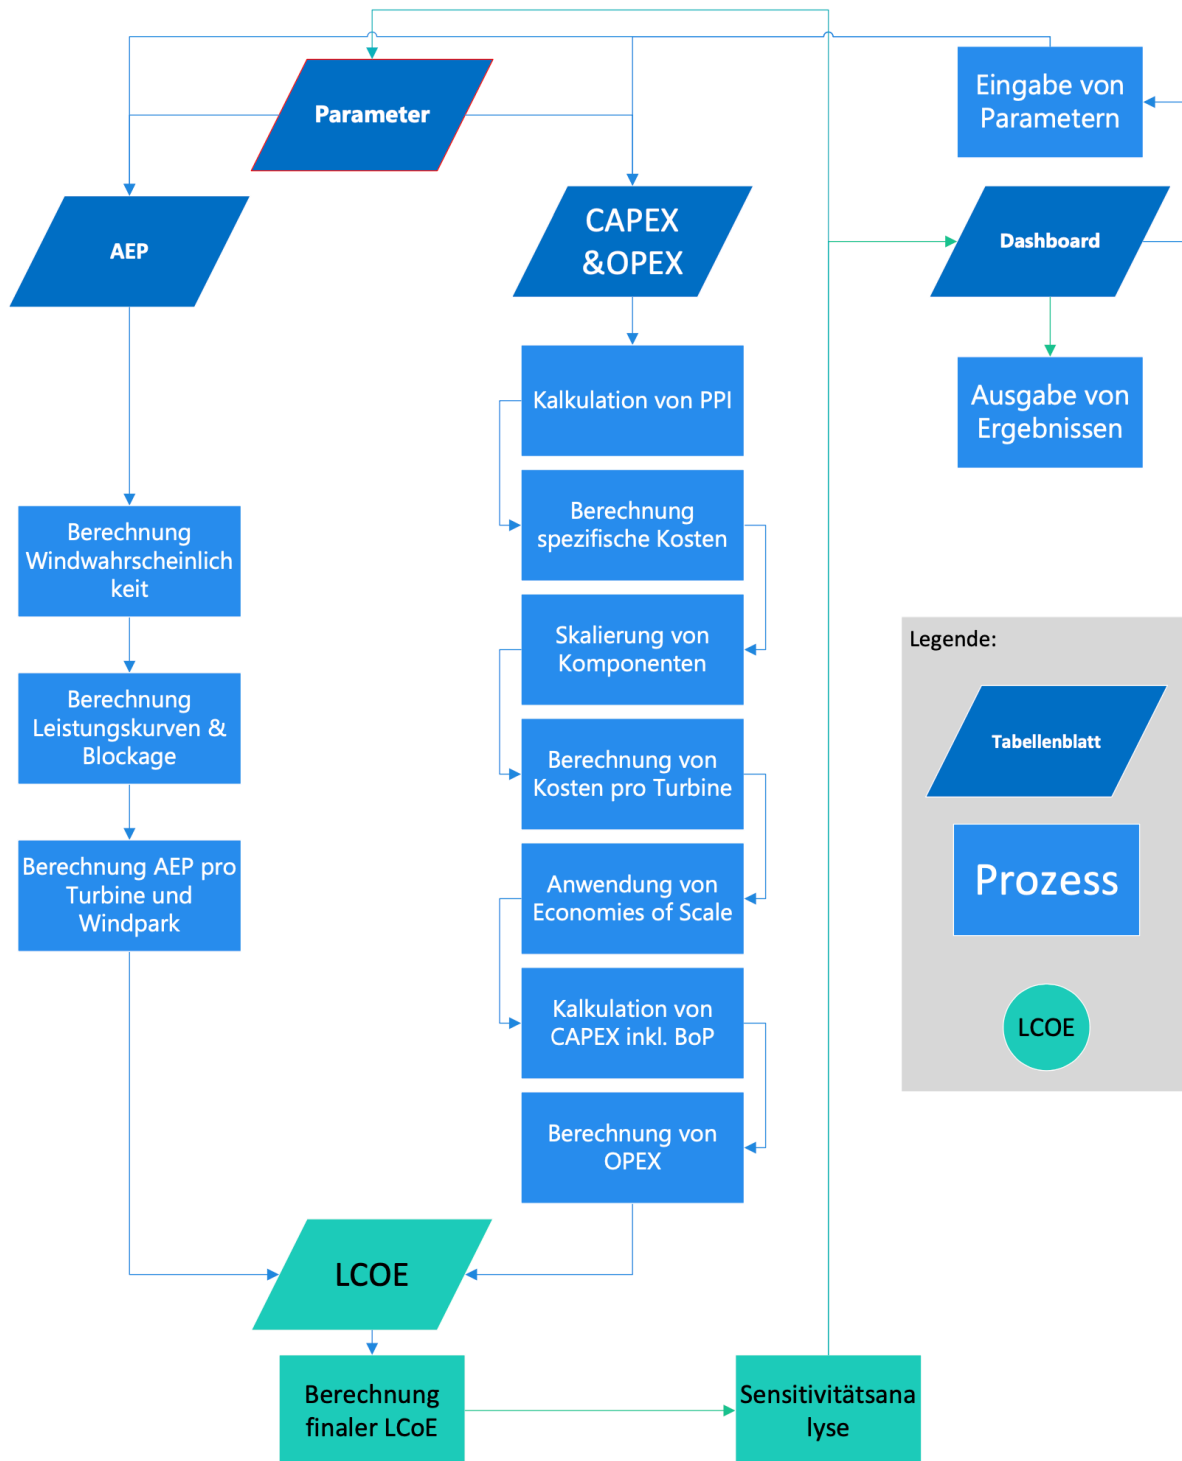 Parameter
Eingabe von
Parametern
AEP
CAPEX
&OPEX
Dashboard
Kalkulation von PPI
Ausgabe von
Ergebnissen
Berechnung
spezifische Kosten
Berechnung
Windwahrscheinlich
keit
Skalierung von
Komponenten
Berechnung
Leistungskurven &
Blockage
Berechnung von
Kosten pro Turbine
Berechnung AEP pro
Turbine und
Windpark
Anwendung von
Economies of Scale
Kalkulation von
CAPEX inkl. BoP
Berechnung von
OPEX
Legende:
Tabellenblatt
Prozess
LCOE
LCOE
Berechnung
finaler LCoE
Sensitivitätsana
lyse